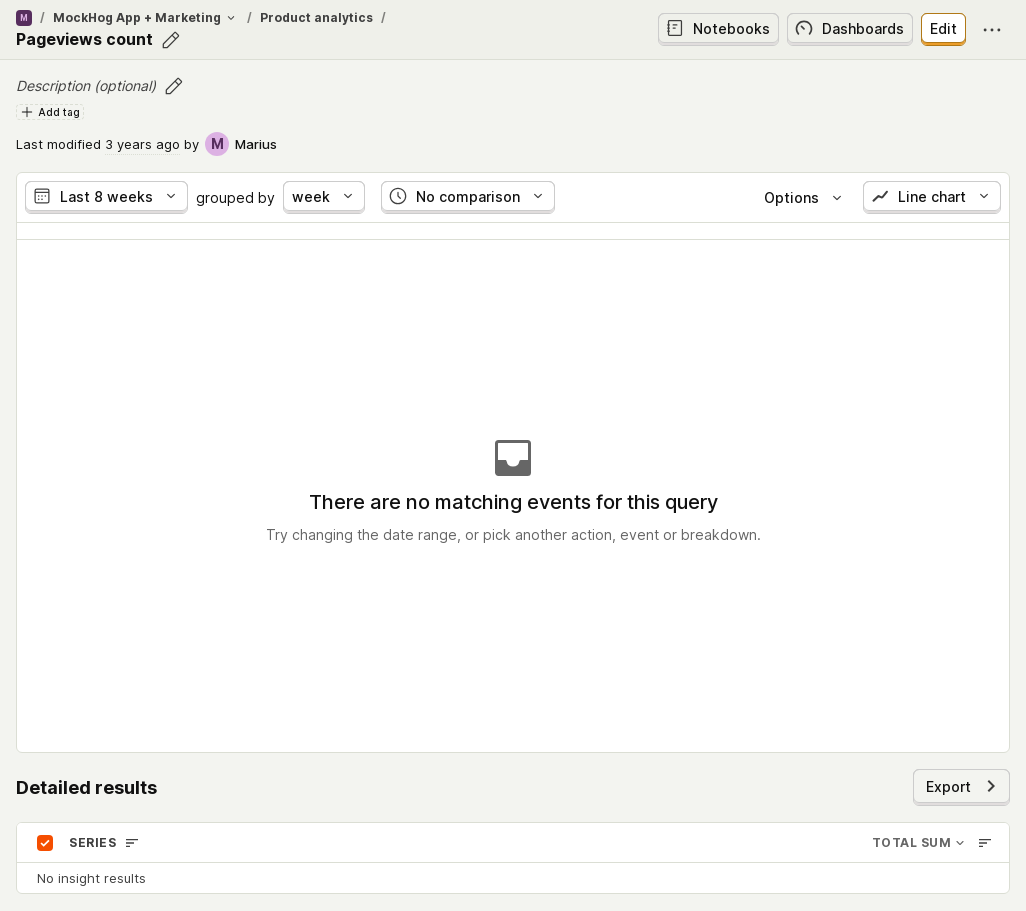 M / MockHog App + Marketing / Product analytics /
Pageviews count
Notebooks
Dashboards
Edit
Description (optional)
Add tag
Last modified 3 years ago by M Marius
Last 8 weeks grouped by week No comparison Options Line chart
There are no matching events for this query
Try changing the date range, or pick another action, event or breakdown.
Detailed results
Export
SERIES TOTAL SUM
No insight results